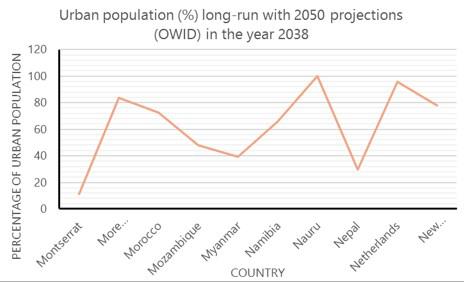 Urban population (%) long-run with 2050 projections
(OWID) in the year 2038
PERCENTAGE OF URBAN POPULATION
120
100
80
60
40
20
0
Montserrat
More...
Morocco
Mozambique
Myanmar
Namibia
Nauru
Nepal
Netherlands
New...
COUNTRY